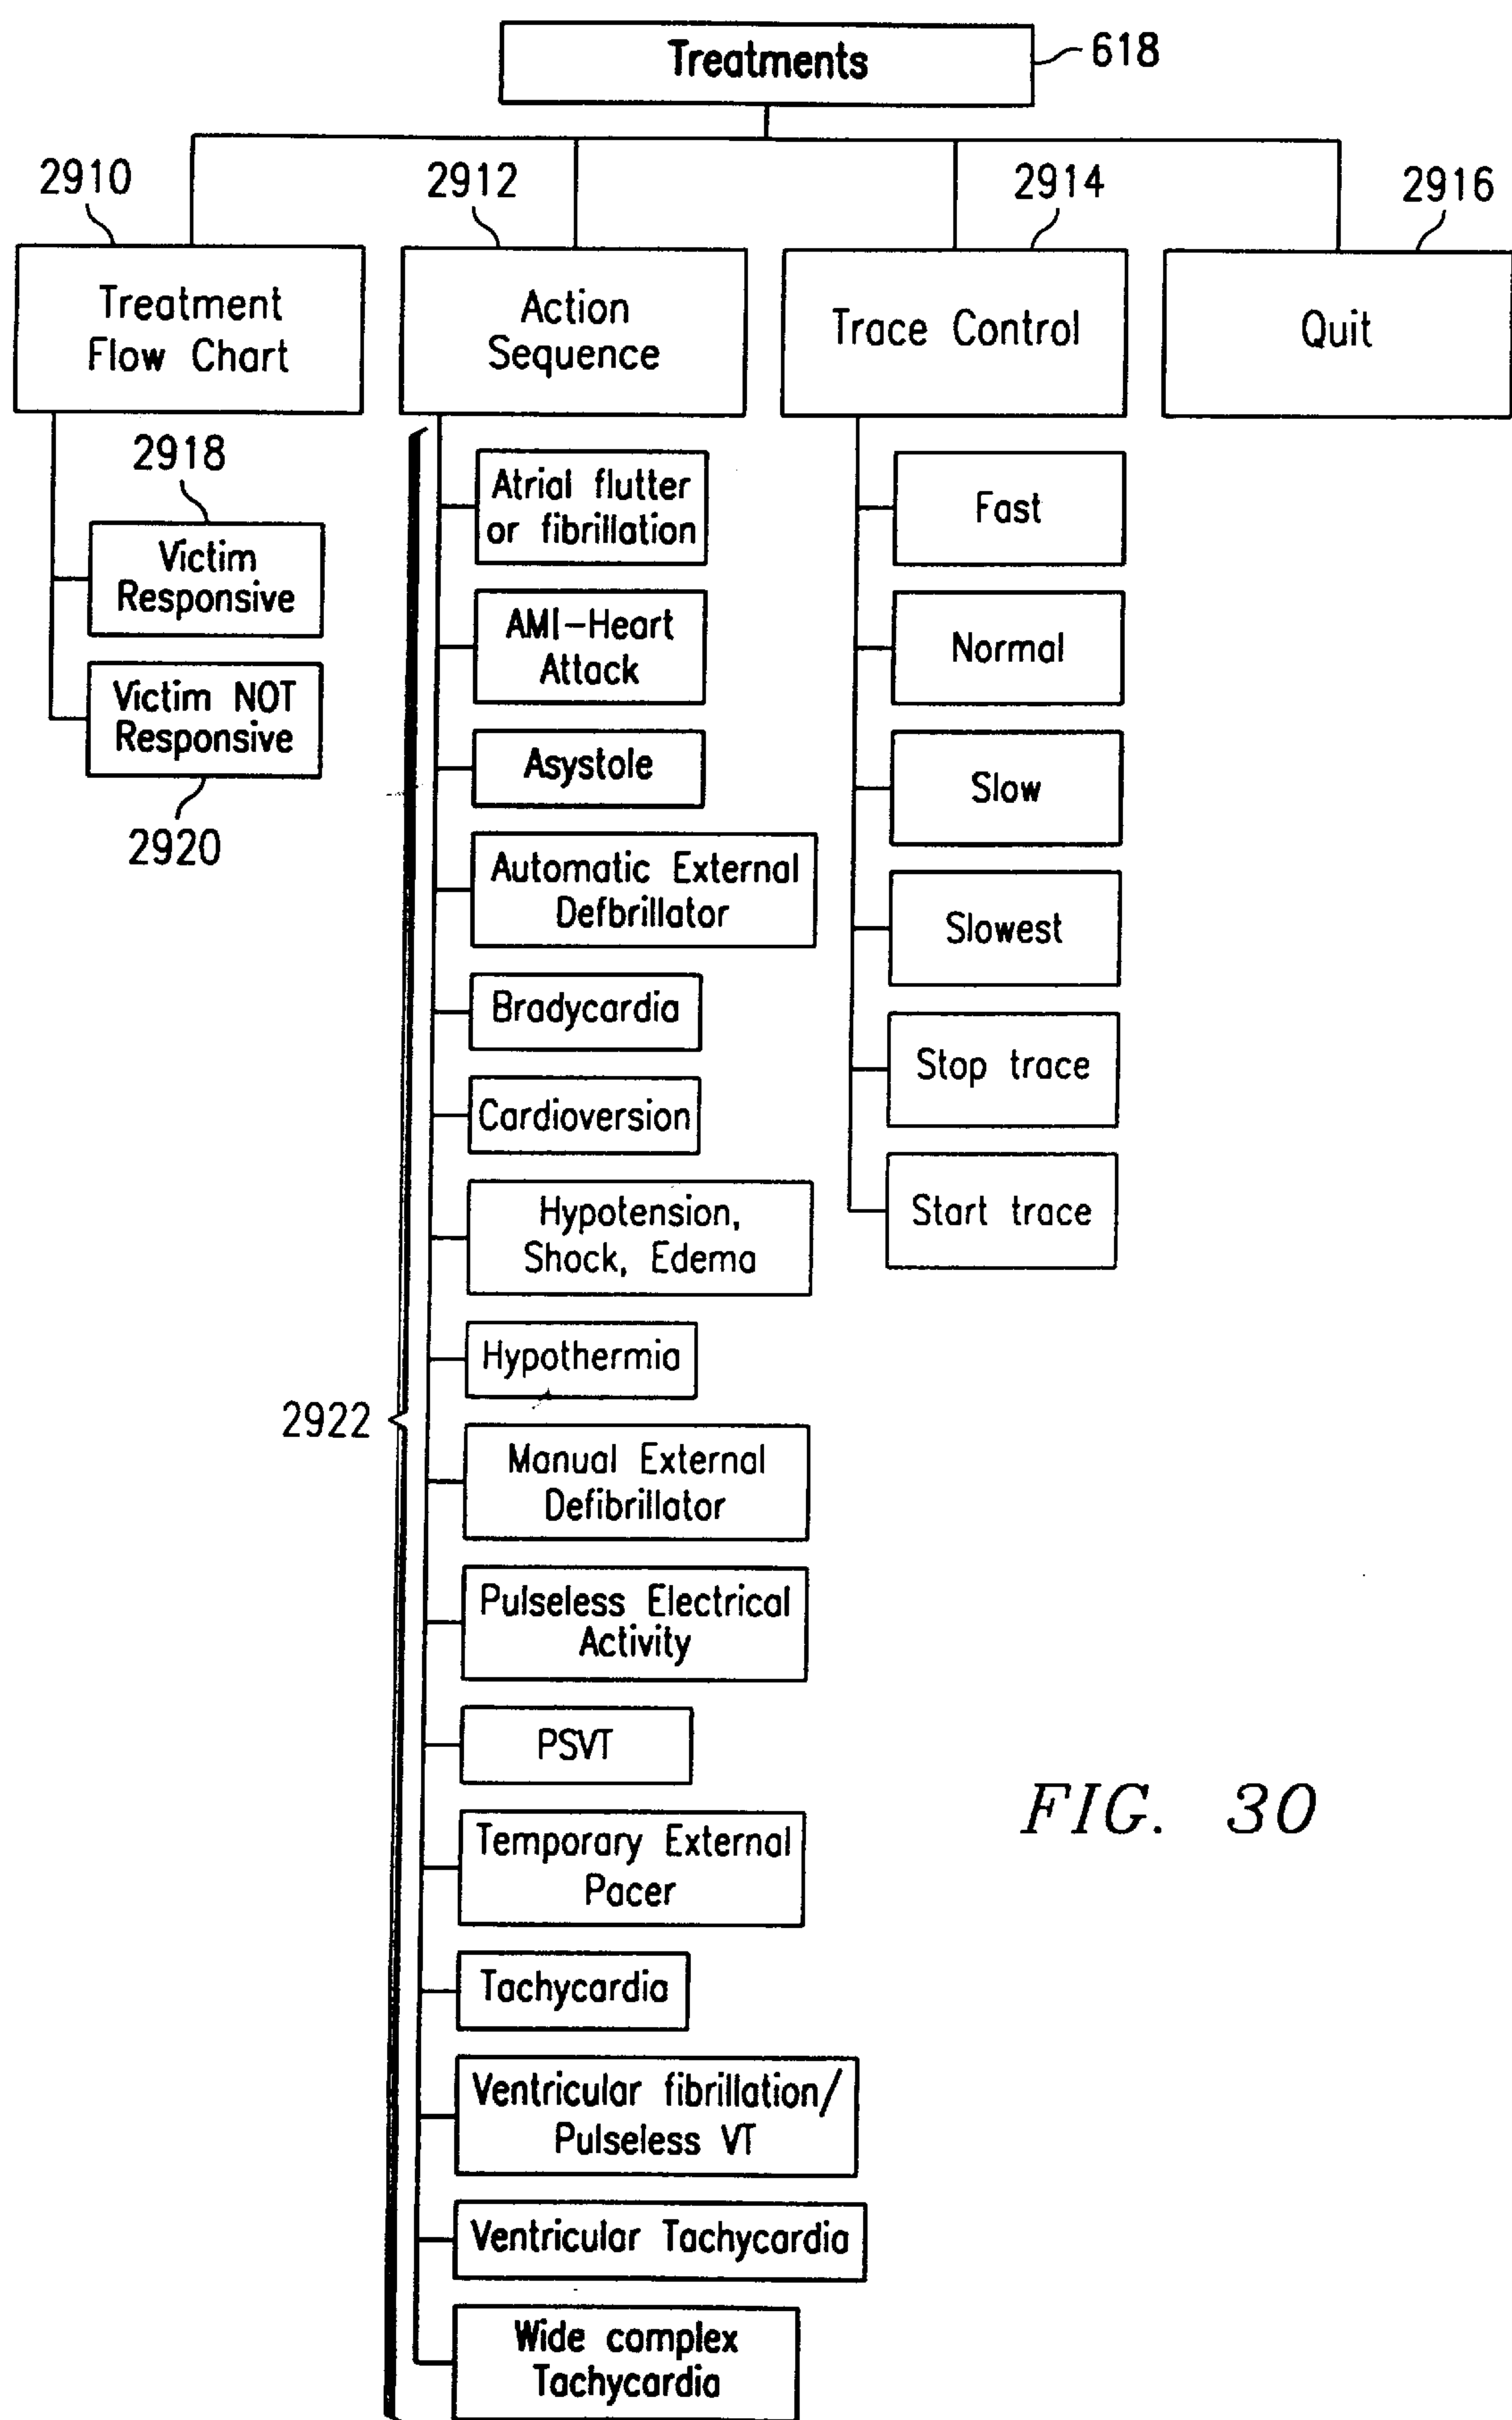 Treatments
618
2910
2912
2914
2916
Treatment
Flow Chart
Action
Sequence
Trace Control
Quit
2918
Victim
Responsive
Victim NOT
Responsive
2920
2922
Atrial flutter
or fibrillation
AMI-Heart
Attack
Asystole
Automatic External
Defbrillator
Bradycardia
Cardioversion
Hypotension,
Shock, Edema
Hypothermia
Manual External
Defibrillator
Pulseless Electrical
Activity
PSVT
Temporary External
Pacer
Tachycardia
Ventricular fibrillation/
Pulseless VT
Ventricular Tachycardia
Wide complex
Tachycardia
Fast
Normal
Slow
Slowest
Stop trace
Start trace
FIG. 30